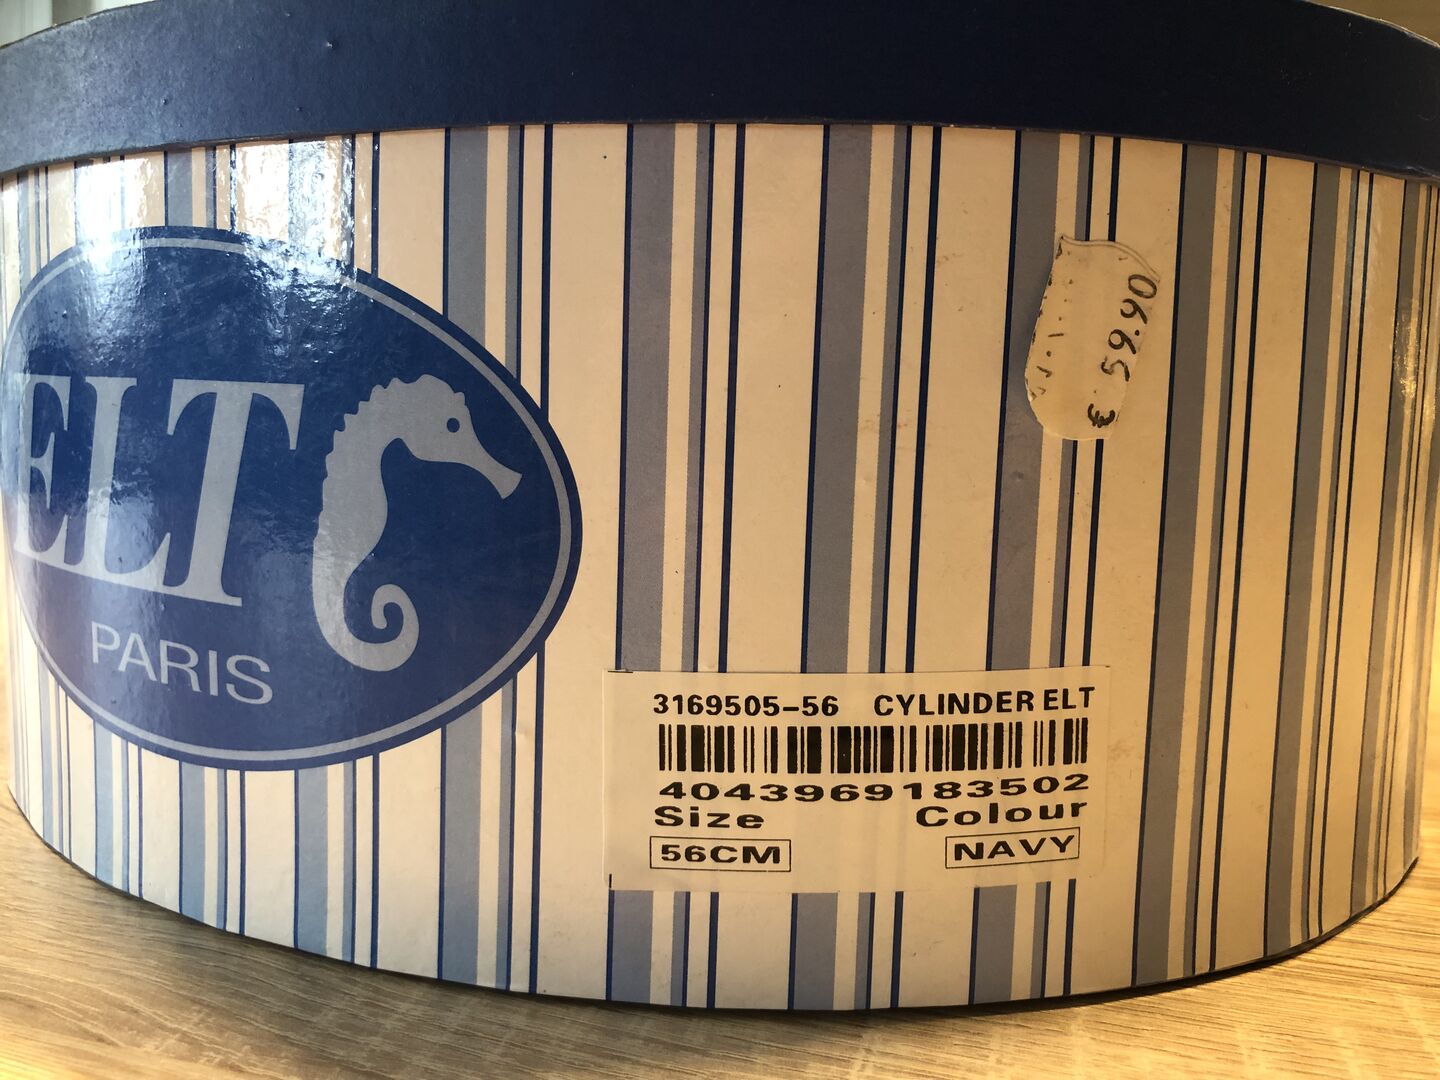 ELT
PARIS
€ 59.90
3169505-56 CYLINDER ELT
4043969183502
Size Colour
56CM NAVY